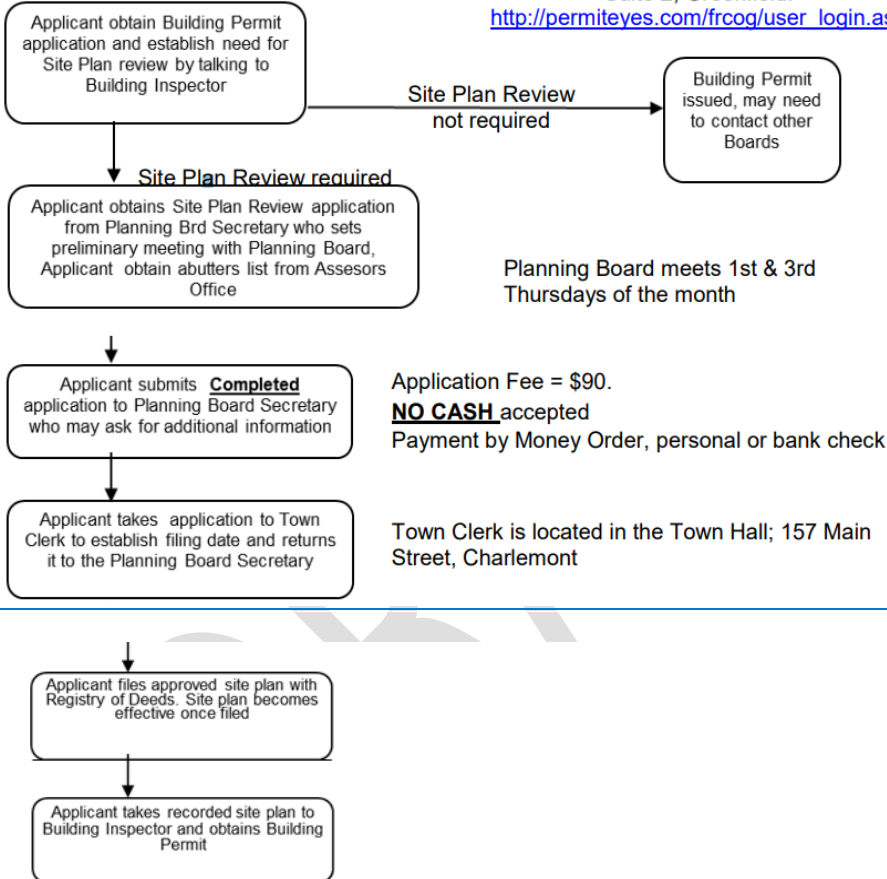 http://permiteyes.com/frcog/user_login.as
Applicant obtain Building Permit
application and establish need for
Site Plan review by talking to
Building Inspector
Site Plan Review
not required
Building Permit
issued, may need
to contact other
Boards
Site Plan Review required
Applicant obtains Site Plan Review application
from Planning Brd Secretary who sets
preliminary meeting with Planning Board,
Applicant obtain abutters list from Assesors
Office
Planning Board meets 1st & 3rd
Thursdays of the month
Applicant submits Completed
application to Planning Board Secretary
who may ask for additional information
Application Fee = $90.
NO CASH accepted
Payment by Money Order, personal or bank check
Applicant takes application to Town
Clerk to establish filing date and returns
it to the Planning Board Secretary
Town Clerk is located in the Town Hall; 157 Main
Street, Charlemont
Applicant files approved site plan with
Registry of Deeds. Site plan becomes
effective once filed
Applicant takes recorded site plan to
Building Inspector and obtains Building
Permit